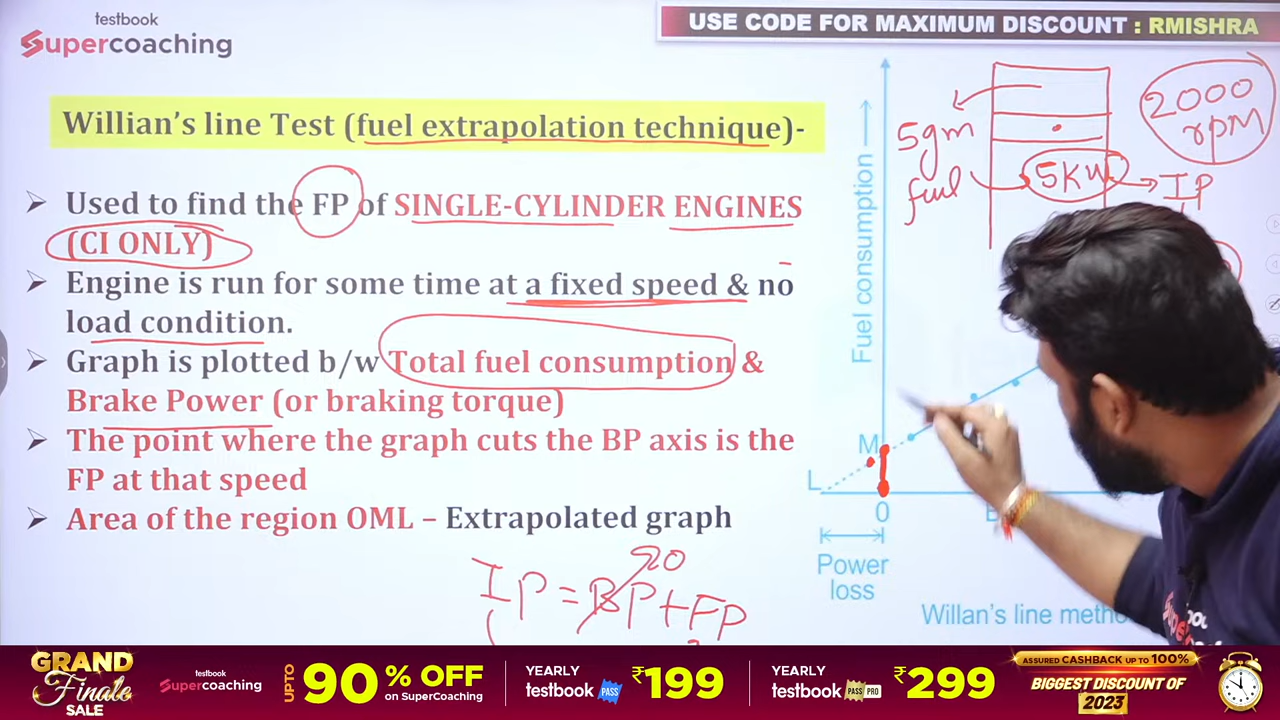 testbook
Supercoaching
USE CODE FOR MAXIMUM DISCOUNT : RMISHRA
Willian's line Test (fuel extrapolation technique)-
➤ Used to find the FP of SINGLE-CYLINDER ENGINES
(CI ONLY)
➤ Engine is run for some time at a fixed speed & no
load condition.
➤ Graph is plotted b/w Total fuel consumption &
Brake Power (or braking torque)
➤ The point where the graph cuts the BP axis is the
FP at that speed
➤ Area of the region OML – Extrapolated graph
IP = BP + FP
20
Fuel consumption
5gm
fuel
5KW
IP
2000
rpm
M
L
0
Power
loss
Willan's line
GRAND
Finale
SALE
testbook
Supercoaching
UPTO
90% OFF
on SuperCoaching
YEARLY
testbook PASS
₹199
YEARLY
testbook PASS PRO
₹299
ASSURED CASHBACK UP TO 100%
BIGGEST DISCOUNT OF
2023